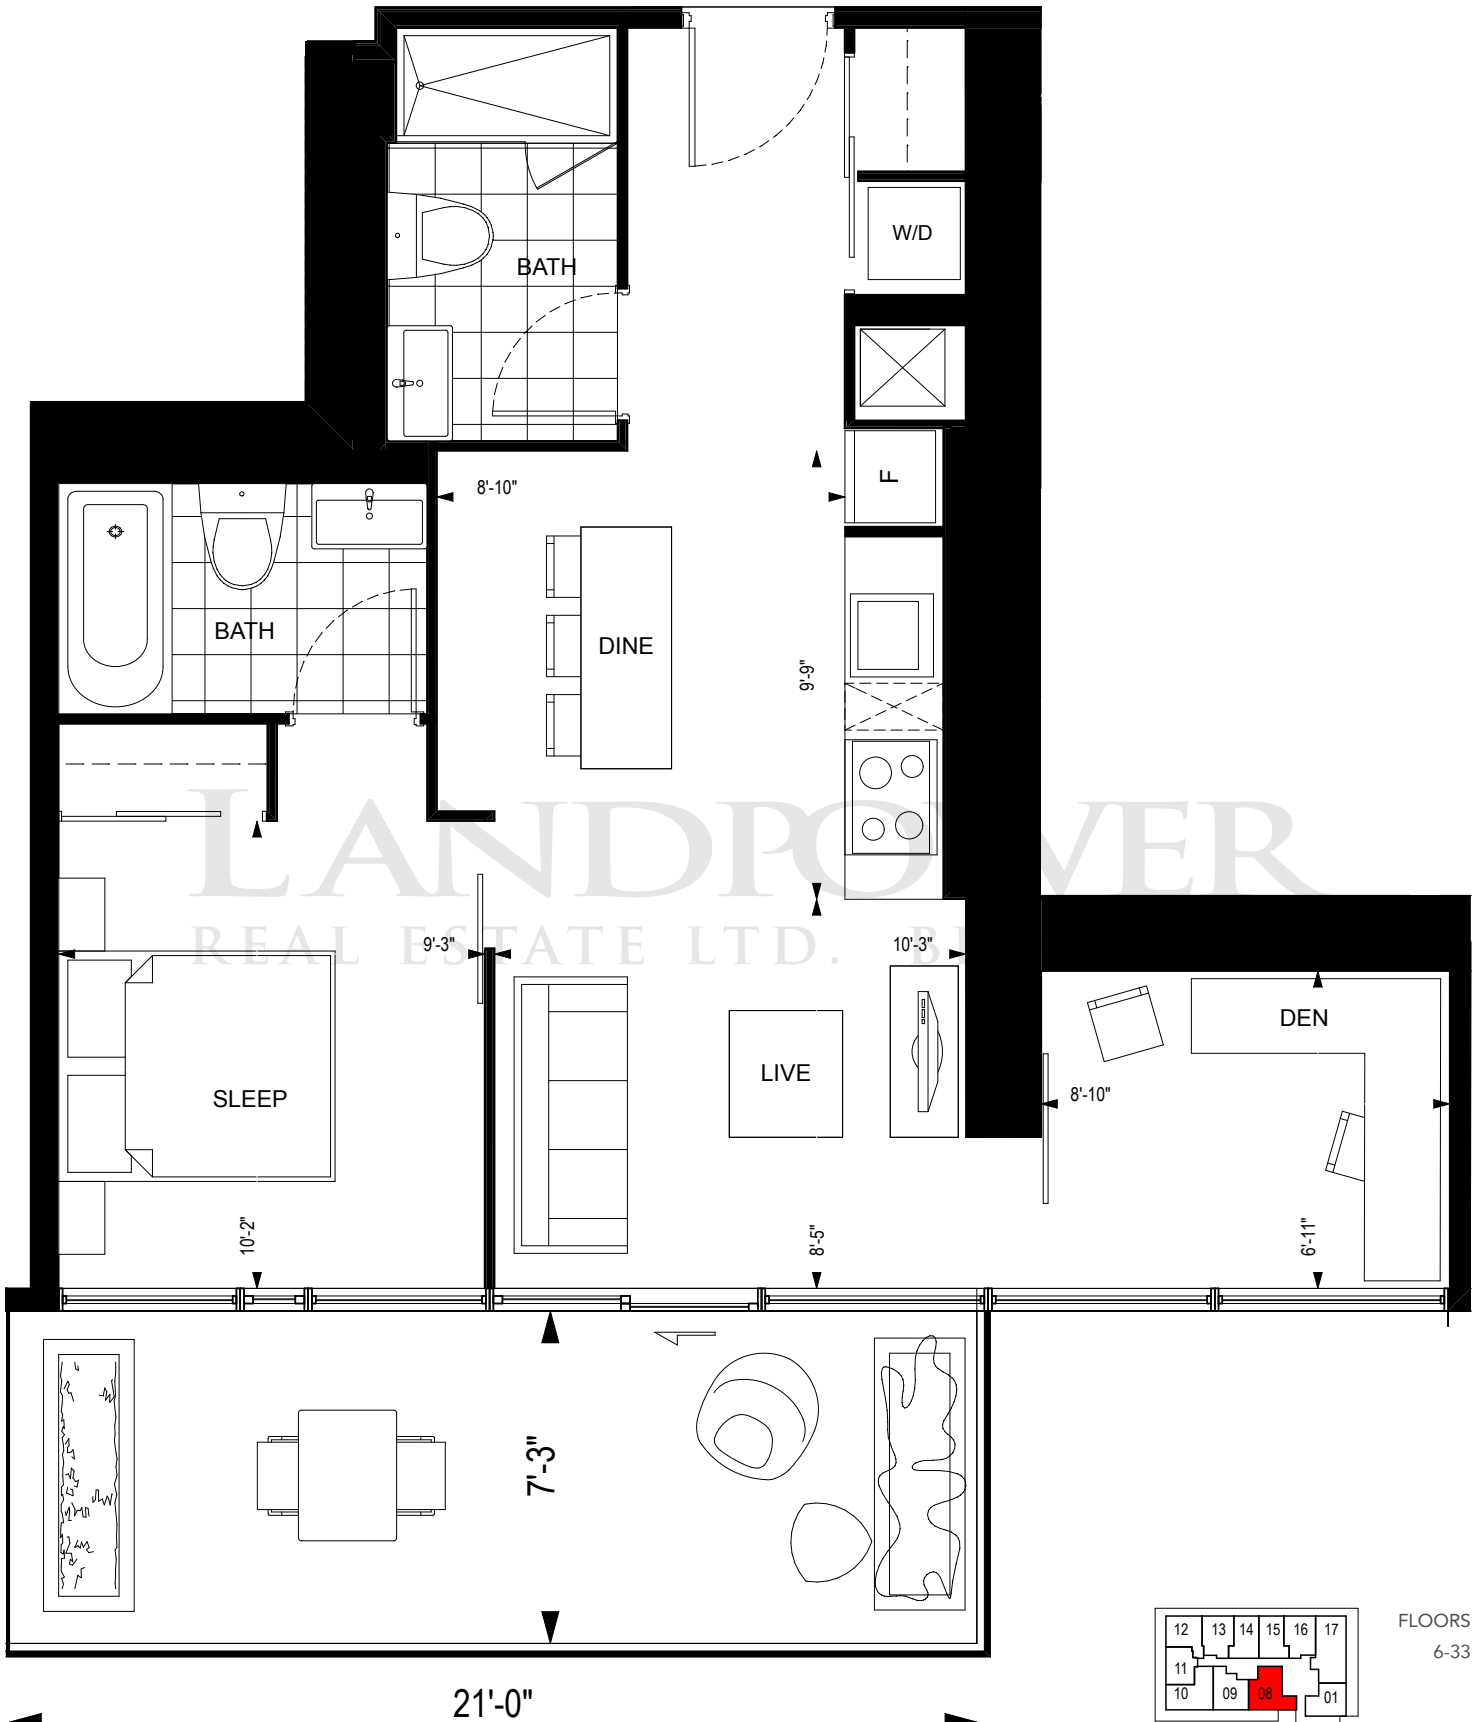 W/D
BATH
8'-10"
F
BATH
DINE
9'-9"
LANDPOWER
REAL ESTATE LTD.
9'-3"
10'-3"
DEN
LIVE
8'-10"
SLEEP
10'-2"
8'-5"
6'-11"
7'-3"
21'-0"
12 13 14 15 16 17
11
10 09 08 01
FLOORS
6-33